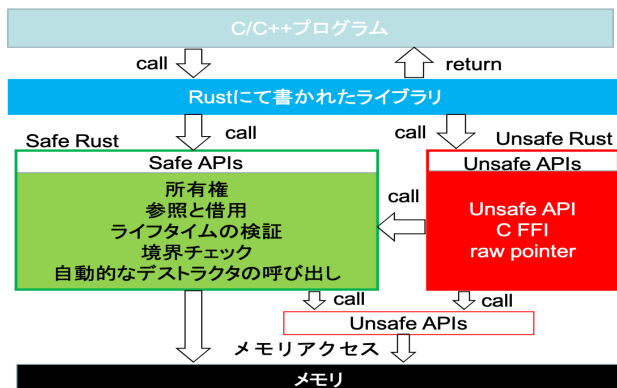 C/C++プログラム
call
return
Rustにて書かれたライブラリ
Safe Rust
call
call
Unsafe Rust
Safe APIs
Unsafe APIs
所有権
参照と借用
ライフタイムの検証
境界チェック
自動的なデストラクタの呼び出し
call
Unsafe API
C FFI
raw pointer
call
call
Unsafe APIs
メモリアクセス
メモリ